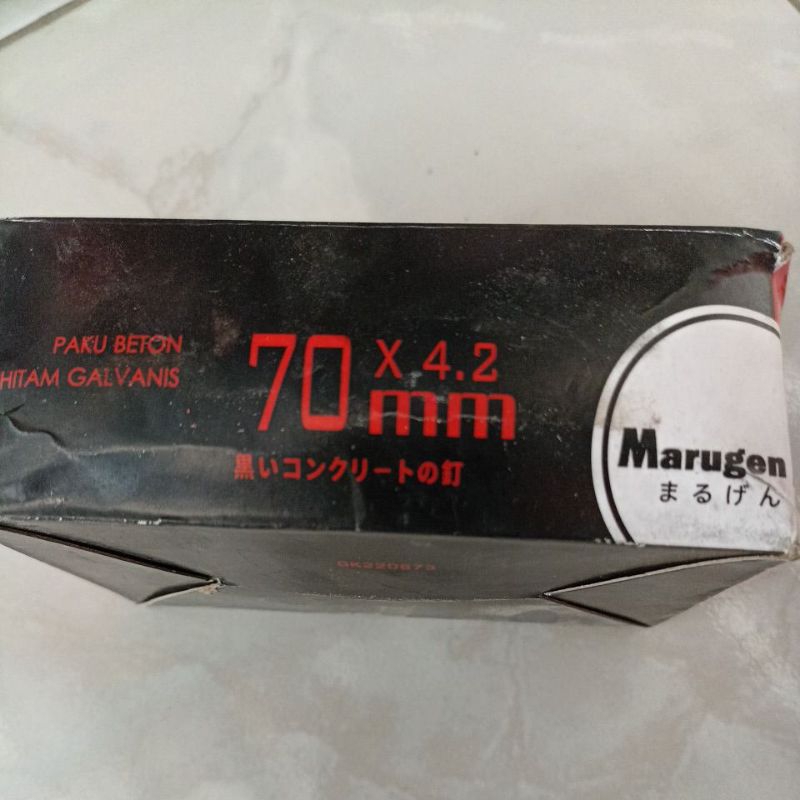 PAKU BETON
HITAM GALVANIS
70 X 4.2
mm
黒いコンクリートの釘
Marugen
まるげん
GK220673